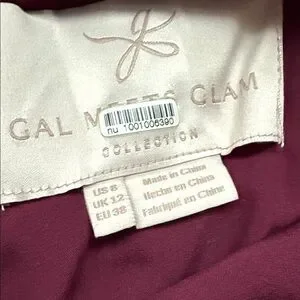 GAL MEETS GLAM
nu 1001006390
COLLECTION
US 8
UK 12
EU 38
Made in China
Hecho en China
Fabriqué en Chine